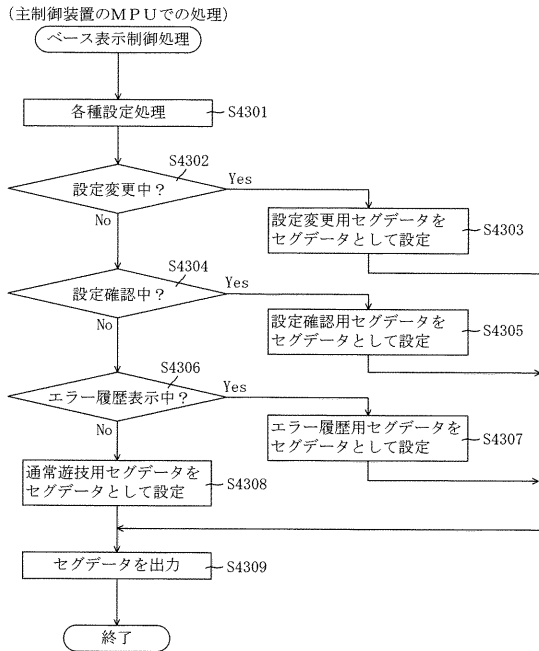 (主制御装置のMPUでの処理)
ベース表示制御処理
各種設定処理
S4301
S4302
設定変更中?
Yes
No
設定変更用セグデータを
セグデータとして設定
S4303
S4304
設定確認中?
Yes
No
設定確認用セグデータを
セグデータとして設定
S4305
S4306
エラー履歴表示中?
Yes
No
エラー履歴用セグデータを
セグデータとして設定
S4307
通常遊技用セグデータを
セグデータとして設定
S4308
セグデータを出力
S4309
終了